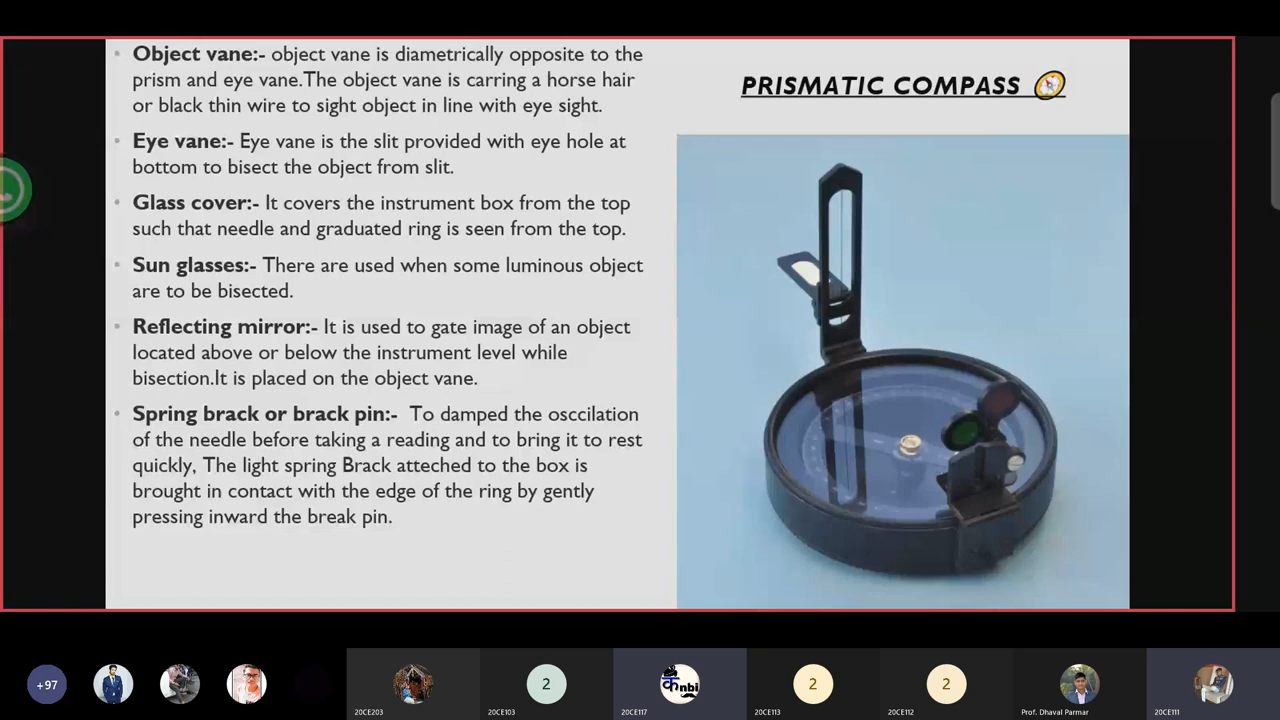 Object vane:- object vane is diametrically opposite to the
prism and eye vane.The object vane is carring a horse hair
or black thin wire to sight object in line with eye sight.
Eye vane:- Eye vane is the slit provided with eye hole at
bottom to bisect the object from slit.
Glass cover:- It covers the instrument box from the top
such that needle and graduated ring is seen from the top.
Sun glasses:- There are used when some luminous object
are to be bisected.
Reflecting mirror:- It is used to gate image of an object
located above or below the instrument level while
bisection.It is placed on the object vane.
Spring brack or brack pin:- To damped the osccilation
of the needle before taking a reading and to bring it to rest
quickly, The light spring Brack atteched to the box is
brought in contact with the edge of the ring by gently
pressing inward the break pin.
PRISMATIC COMPASS
+97
2
कnbi
2
2
20CE203
20CE103
20CE117
20CE113
20CE112
Prof. Dhaval Parmar
20CE111